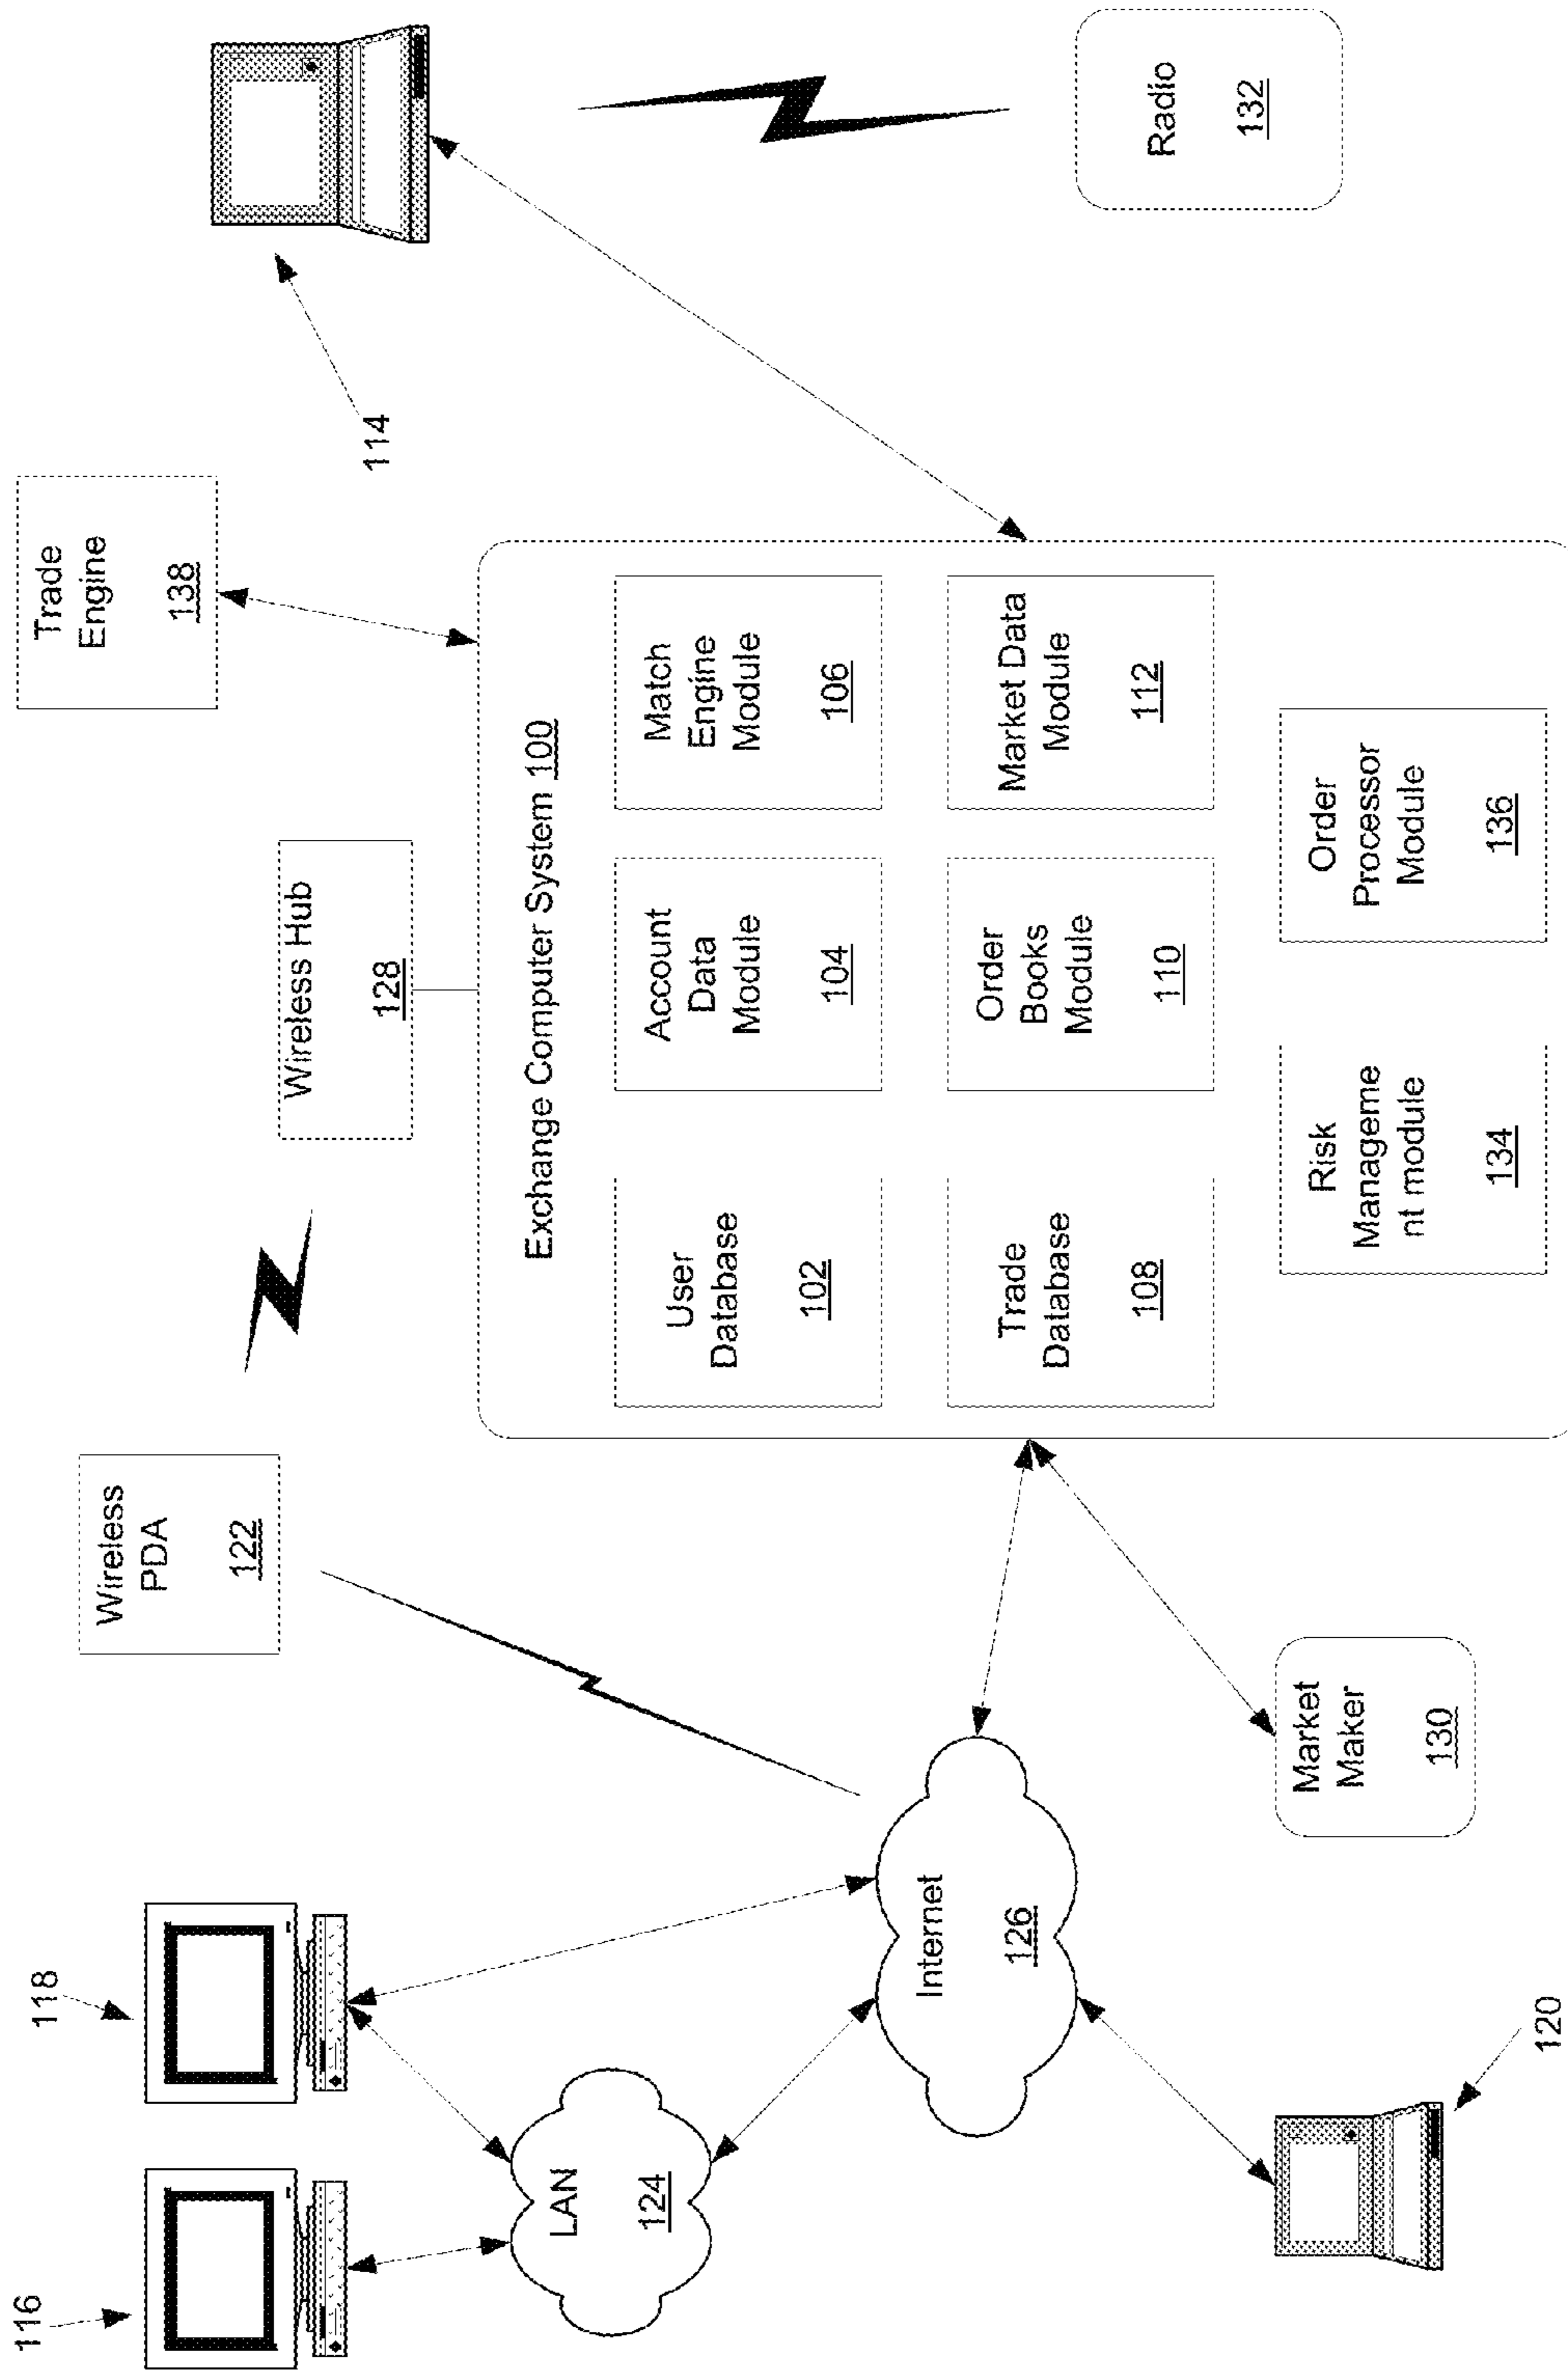 116
118
Wireless
PDA
122
Wireless Hub
128
Trade
Engine
138
114
LAN
124
Internet
126
Exchange Computer System 100
User
Database
102
Account
Data
Module
104
Match
Engine
Module
106
Trade
Database
108
Order
Books
Module
110
Market Data
Module
112
Risk
Manageme
nt module
134
Order
Processor
Module
136
120
Market
Maker
130
Radio
132